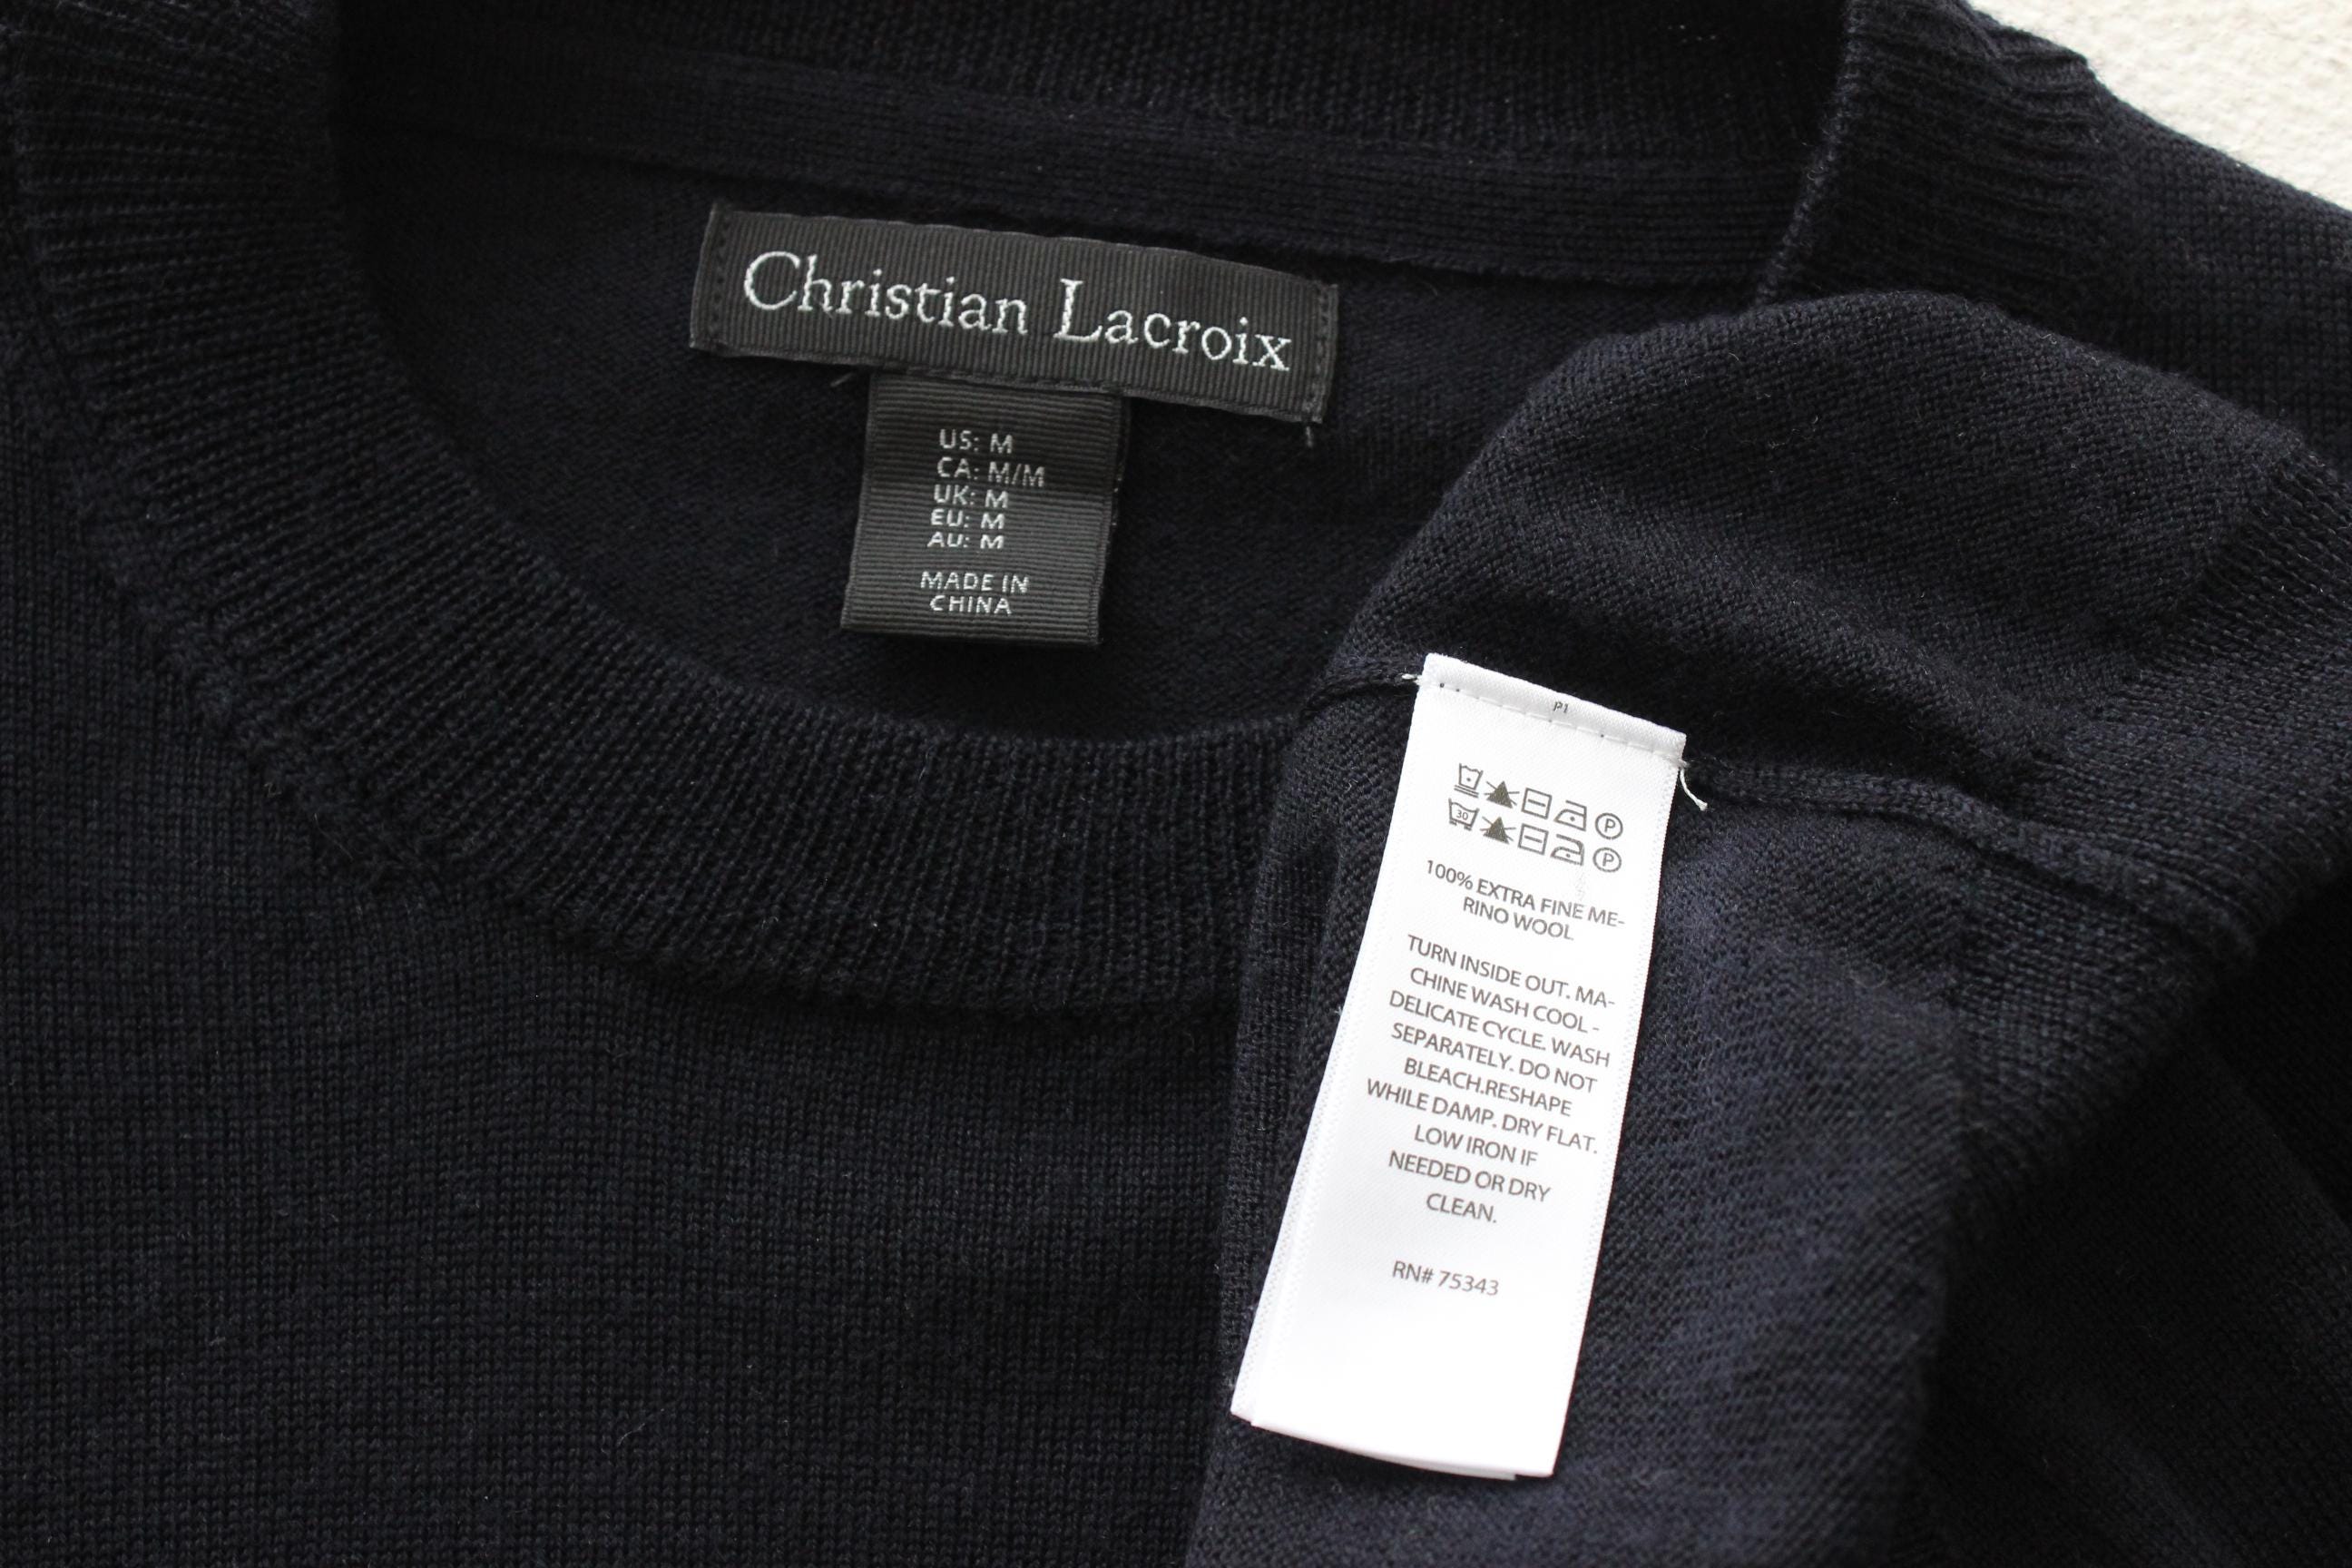 Christian Lacroix
US: M
CA: M/M
UK: M
EU: M
AU: M
MADE IN
CHINA
P1
30
P
P
100% EXTRA FINE ME-
RINO WOOL
TURN INSIDE OUT. MA-
CHINE WASH COOL -
DELICATE CYCLE. WASH
SEPARATELY. DO NOT
BLEACH.RESHAPE
WHILE DAMP. DRY FLAT.
LOW IRON IF
NEEDED OR DRY
CLEAN.
RN# 75343